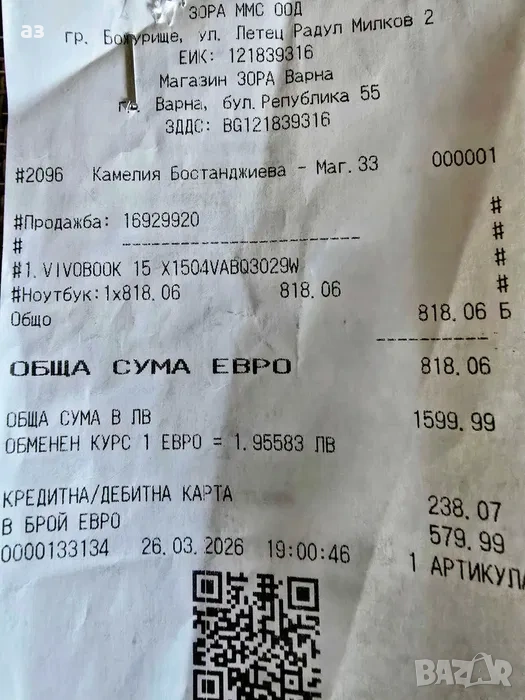 аз
ЗОРА ММС ООД
гр. Божурище, ул. Летец Радул Милков 2
ЕИК: 121839316
Магазин ЗОРА Варна
гр. Варна, бул. Република 55
ЗДДС: BG121839316
#2096 Камелия Бостанджиева - Маг. 33 000001
#Продажба: 16929920 #
# ------------------------ #
#1. VIVOBOOK 15 X1504VABQ3029W #
#Ноутбук: 1x818.06 818.06 #
Общо 818.06 Б
------------
ОБЩА СУМА ЕВРО 818.06
ОБЩА СУМА В ЛВ 1599.99
ОБМЕНЕН КУРС 1 ЕВРО = 1.95583 ЛВ
КРЕДИТНА/ДЕБИТНА КАРТА 238.07
В БРОЙ ЕВРО 579.99
0000133134 26.03.2026 19:00:46 1 АРТИКУЛА
BAZAR.bg